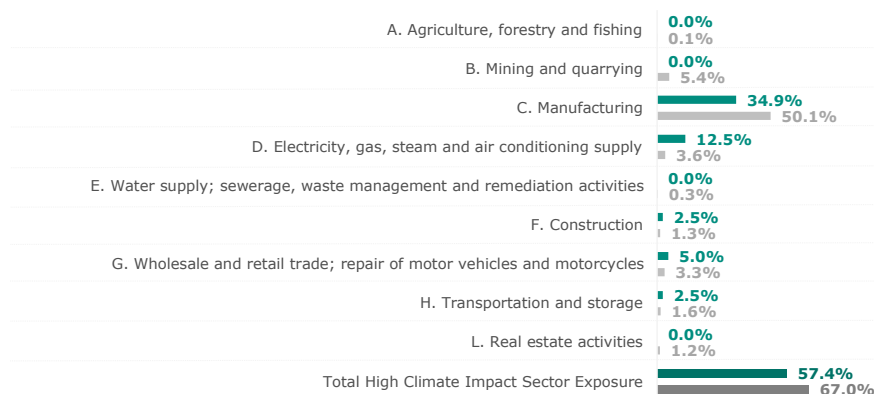 A. Agriculture, forestry and fishing
0.0%
0.1%
B. Mining and quarrying
0.0%
5.4%
C. Manufacturing
34.9%
50.1%
D. Electricity, gas, steam and air conditioning supply
12.5%
3.6%
E. Water supply; sewerage, waste management and remediation activities
0.0%
0.3%
F. Construction
2.5%
1.3%
G. Wholesale and retail trade; repair of motor vehicles and motorcycles
5.0%
3.3%
H. Transportation and storage
2.5%
1.6%
L. Real estate activities
0.0%
1.2%
Total High Climate Impact Sector Exposure
57.4%
67.0%